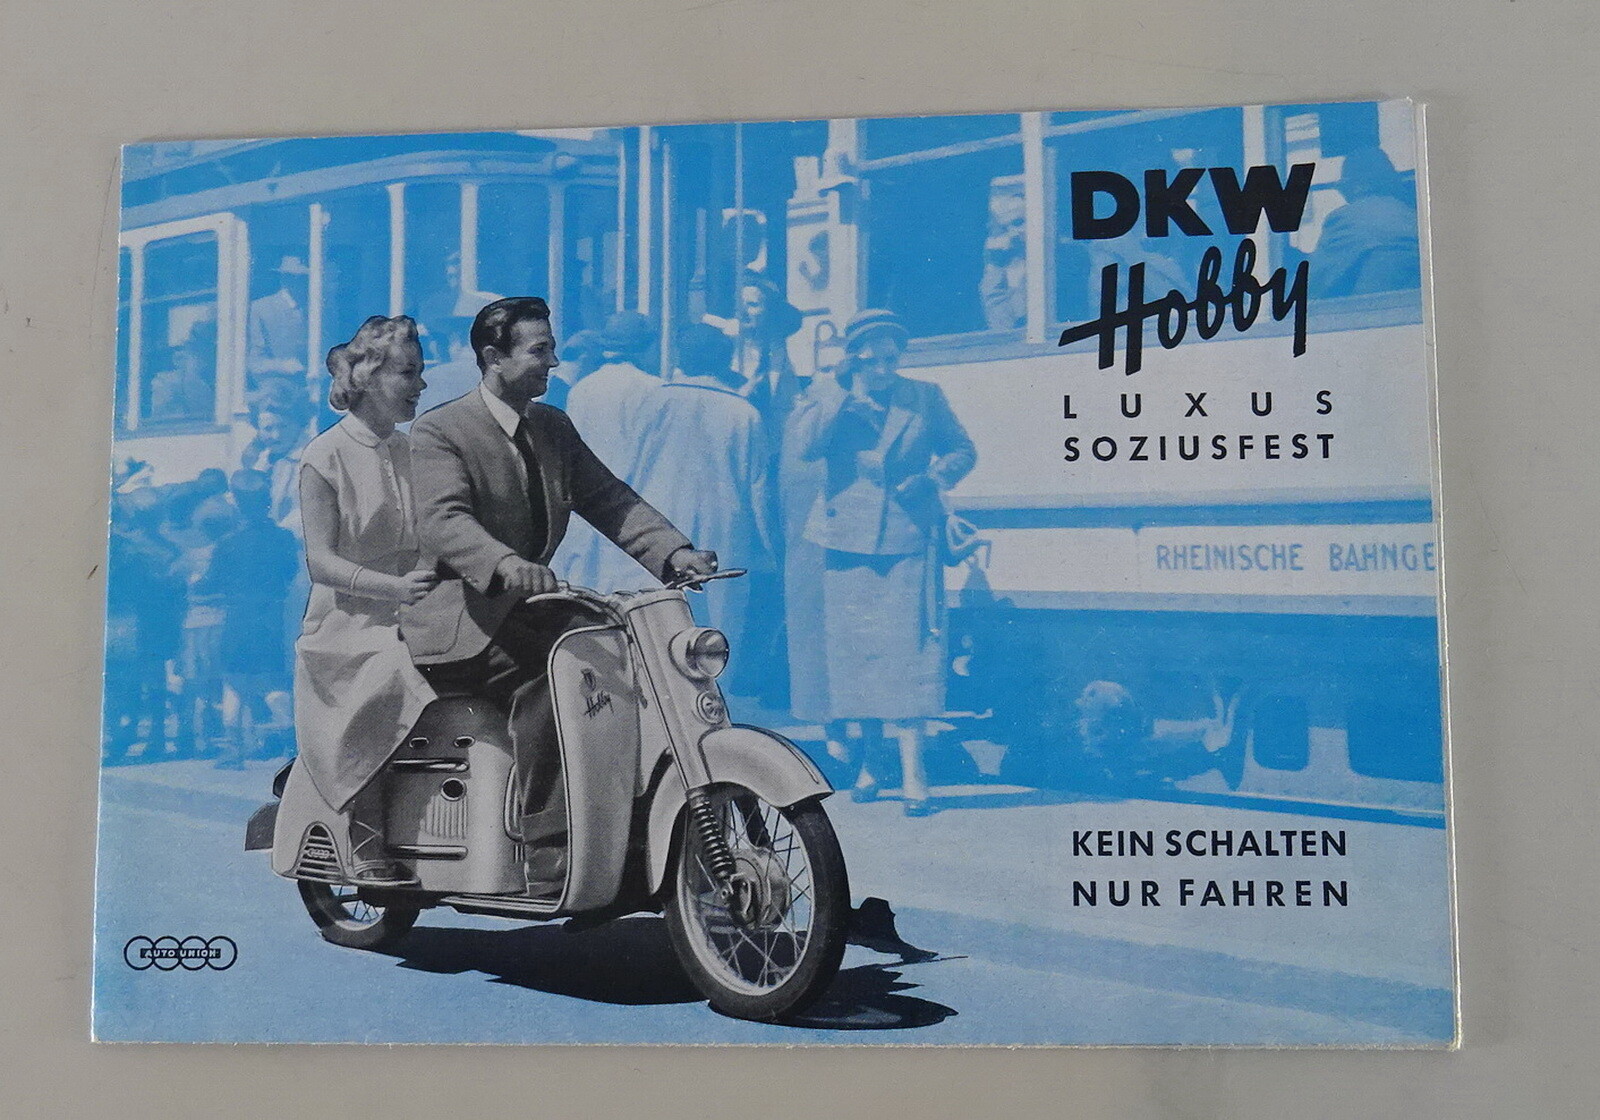 DKW
Hobby
LUXUS
SOZIUSFEST
RHEINISCHE BAHNGE
Hobby
KEIN SCHALTEN
NUR FAHREN
AUTO UNION